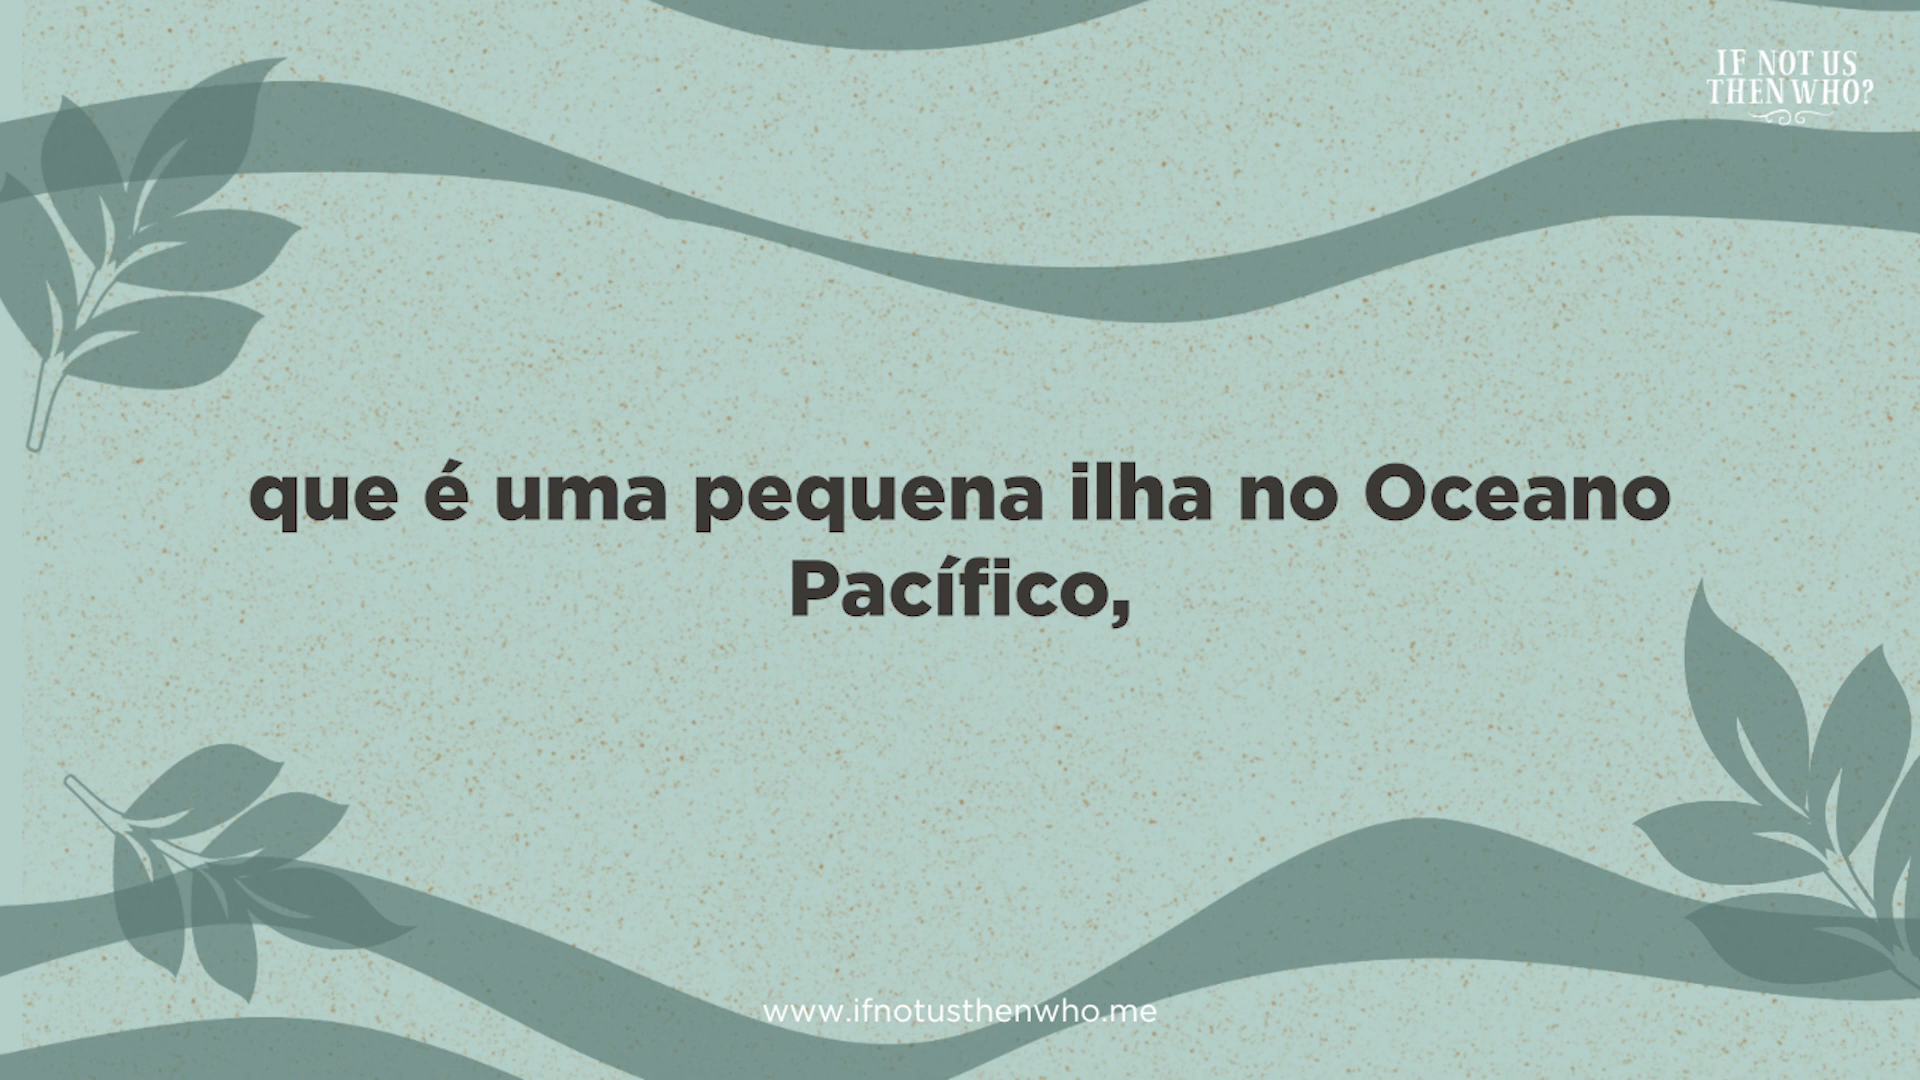 IF NOT US
THEN WHO?
que é uma pequena ilha no Oceano
Pacífico,
www.ifnotusthenwho.me